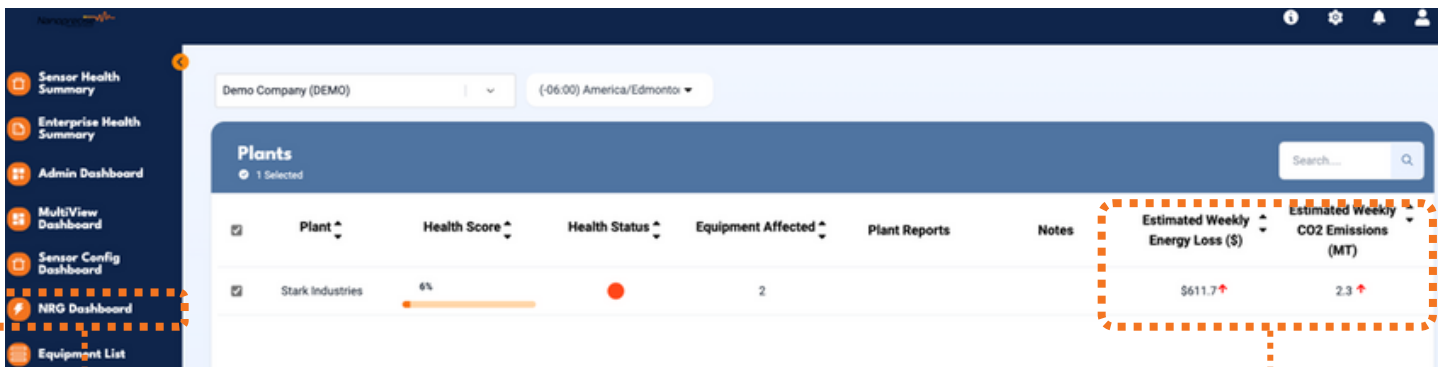 Nanoprecise
Sensor Health
Summary
Enterprise Health
Summary
Admin Dashboard
MultiView
Dashboard
Sensor Config
Dashboard
NRG Dashboard
Equipment List
Demo Company (DEMO)
(-06:00) America/Edmonto
Plants
1 Selected
Search....
Plant
Health Score
Health Status
Equipment Affected
Plant Reports
Notes
Estimated Weekly
Energy Loss ($)
Estimated Weekly
CO2 Emissions
(MT)
Stark Industries
6%
2
$611.7
2.3